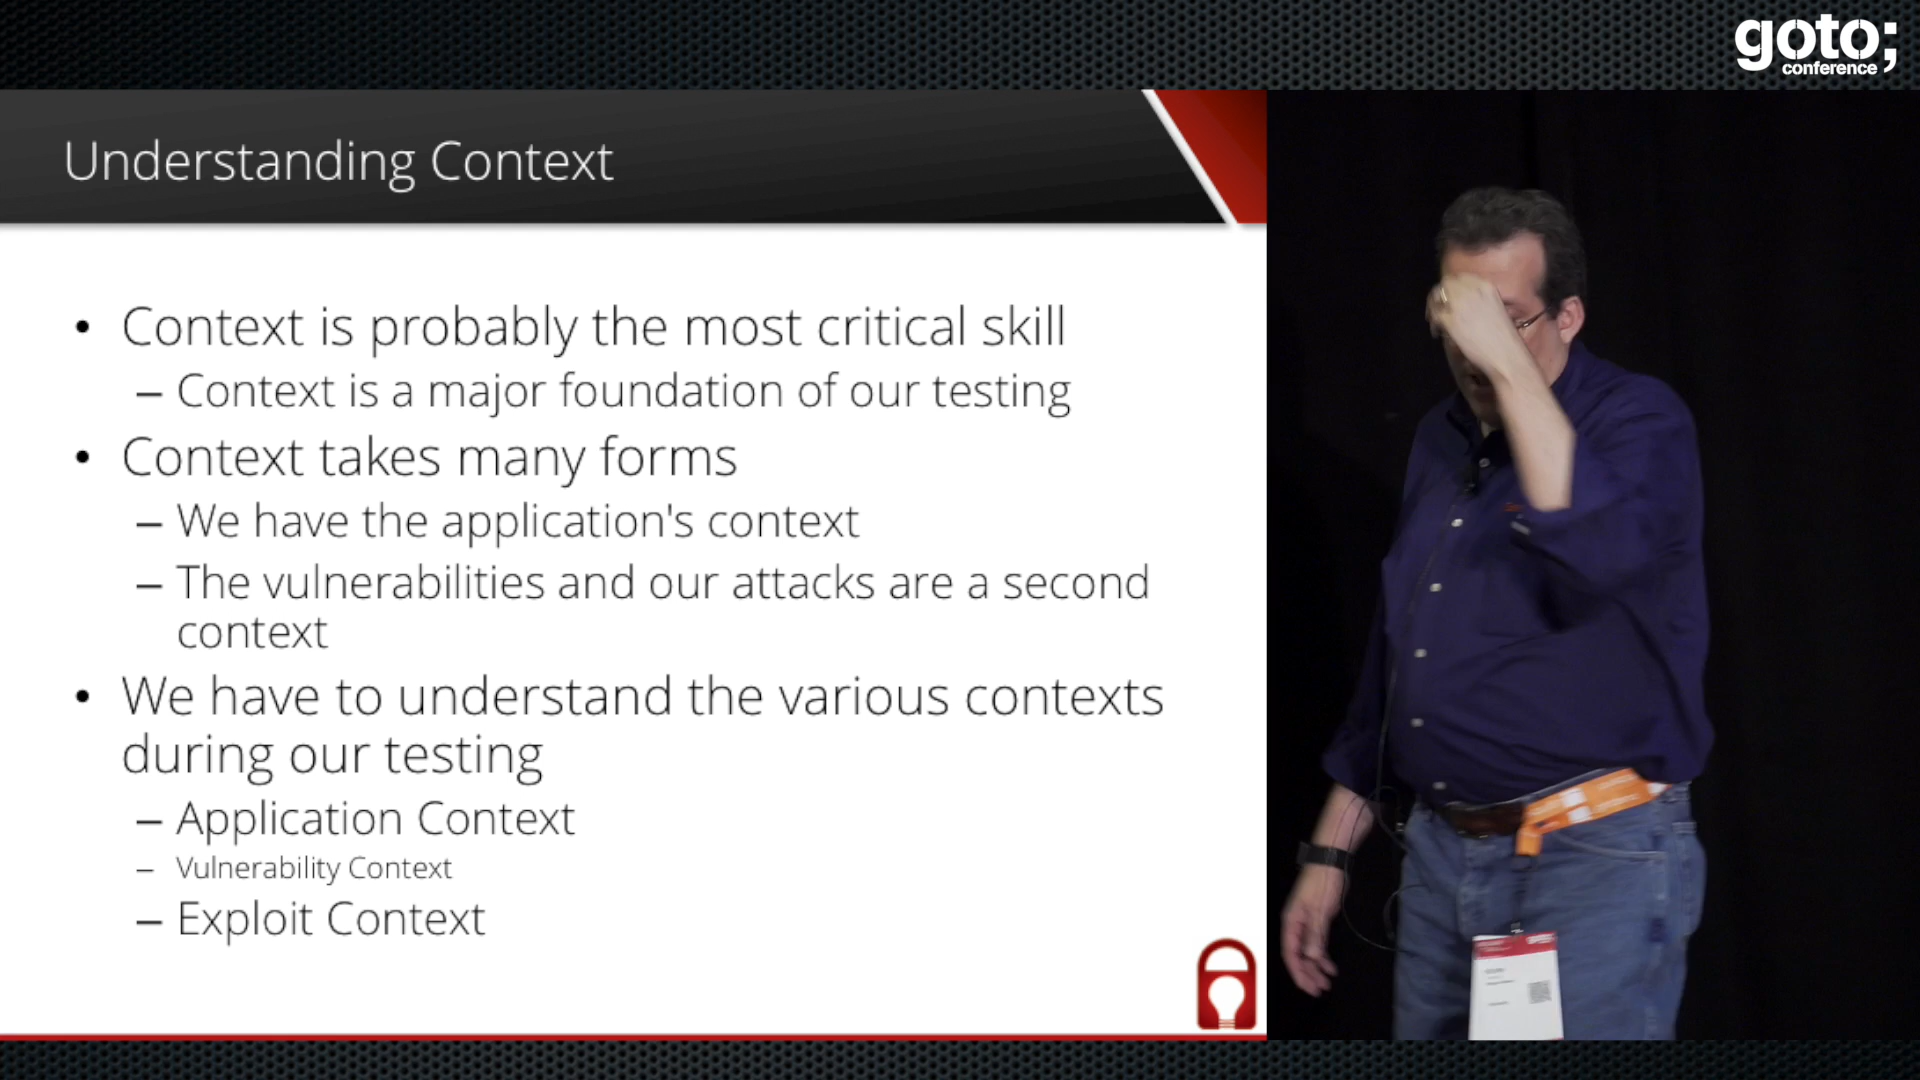 goto;
conference
Understanding Context
• Context is probably the most critical skill
– Context is a major foundation of our testing
• Context takes many forms
– We have the application's context
– The vulnerabilities and our attacks are a second
context
• We have to understand the various contexts
during our testing
– Application Context
– Vulnerability Context
– Exploit Context